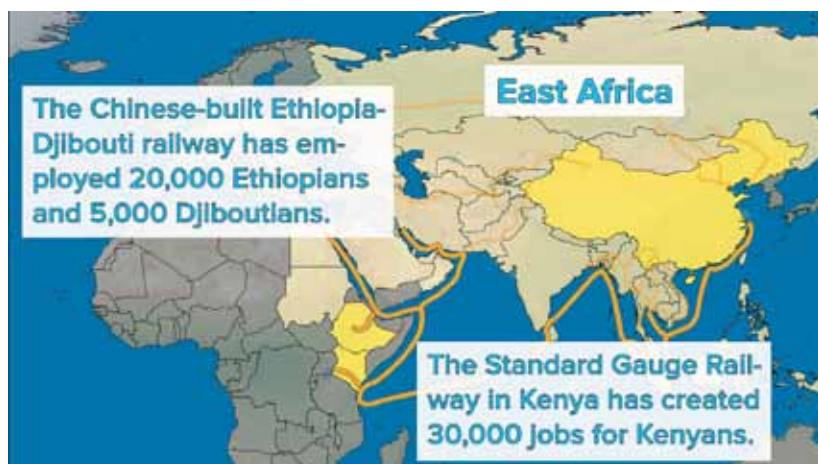 East Africa
The Chinese-built Ethiopia-
Djibouti railway has em-
ployed 20,000 Ethiopians
and 5,000 Djiboutians.
The Standard Gauge Rail-
way in Kenya has created
30,000 jobs for Kenyans.